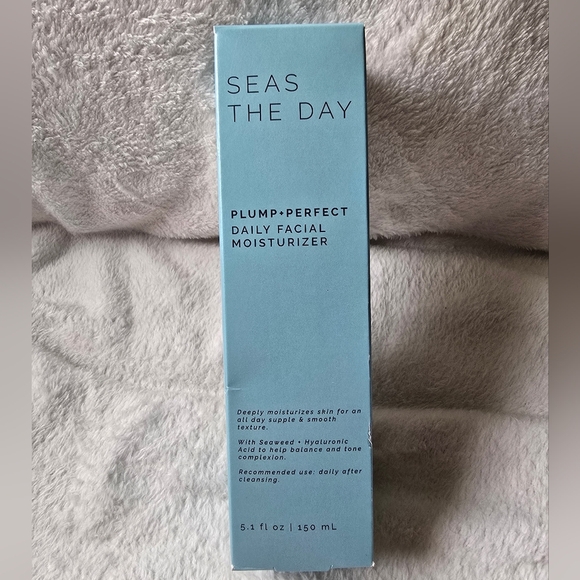 SEAS
THE DAY
PLUMP+PERFECT
DAILY FACIAL
MOISTURIZER
Deeply moisturizes skin for an
all day supple & smooth
texture.
With Seaweed + Hyaluronic
Acid to help balance and tone
complexion.
Recommended use: daily after
cleansing.
5.1 fl oz | 150 mL